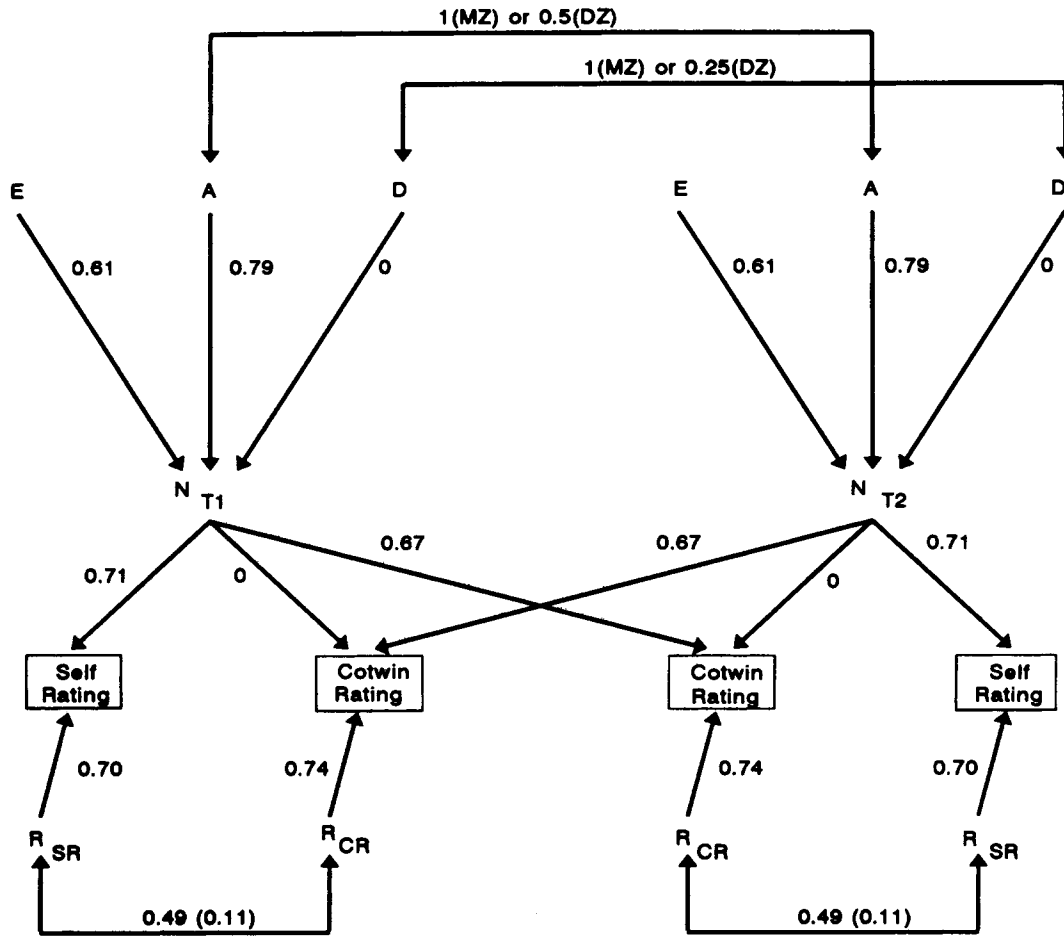 1(MZ) or 0.5(DZ)
1(MZ) or 0.25(DZ)
E A D E A D
0.61 0.79 0 0.61 0.79 0
N T1 N T2
0.71 0 0.67 0.67 0 0.71
Self Rating
Cotwin Rating
Cotwin Rating
Self Rating
0.70 0.74 0.74 0.70
R SR R CR R CR R SR
0.49 (0.11) 0.49 (0.11)